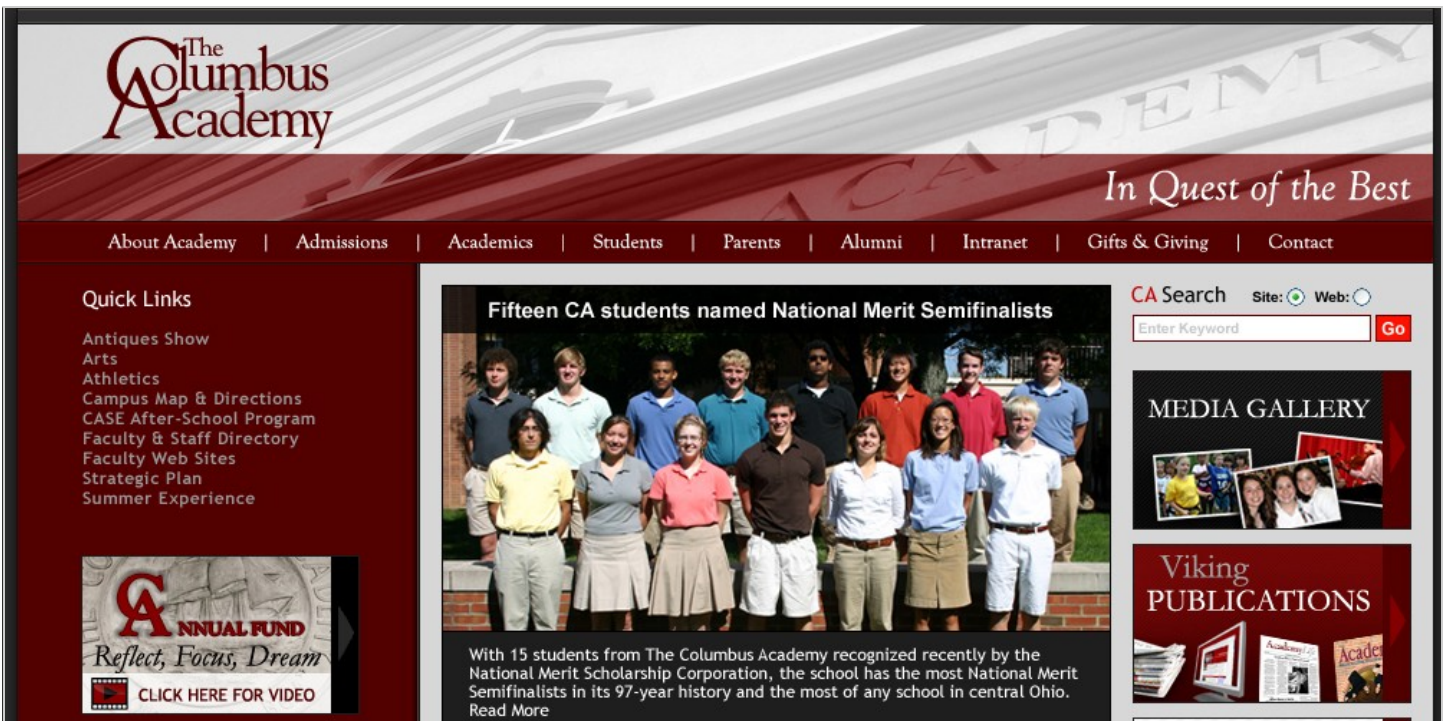 The
Columbus
Academy
ACADEMY
In Quest of the Best
About Academy | Admissions | Academics | Students | Parents | Alumni | Intranet | Gifts & Giving | Contact
Quick Links
Antiques Show
Arts
Athletics
Campus Map & Directions
CASE After-School Program
Faculty & Staff Directory
Faculty Web Sites
Strategic Plan
Summer Experience
CANNUAL FUND
Reflect, Focus, Dream
CLICK HERE FOR VIDEO
Fifteen CA students named National Merit Semifinalists
With 15 students from The Columbus Academy recognized recently by the
National Merit Scholarship Corporation, the school has the most National Merit
Semifinalists in its 97-year history and the most of any school in central Ohio.
Read More
CA Search Site: Web:
Enter Keyword Go
MEDIA GALLERY
Viking
PUBLICATIONS
Academy